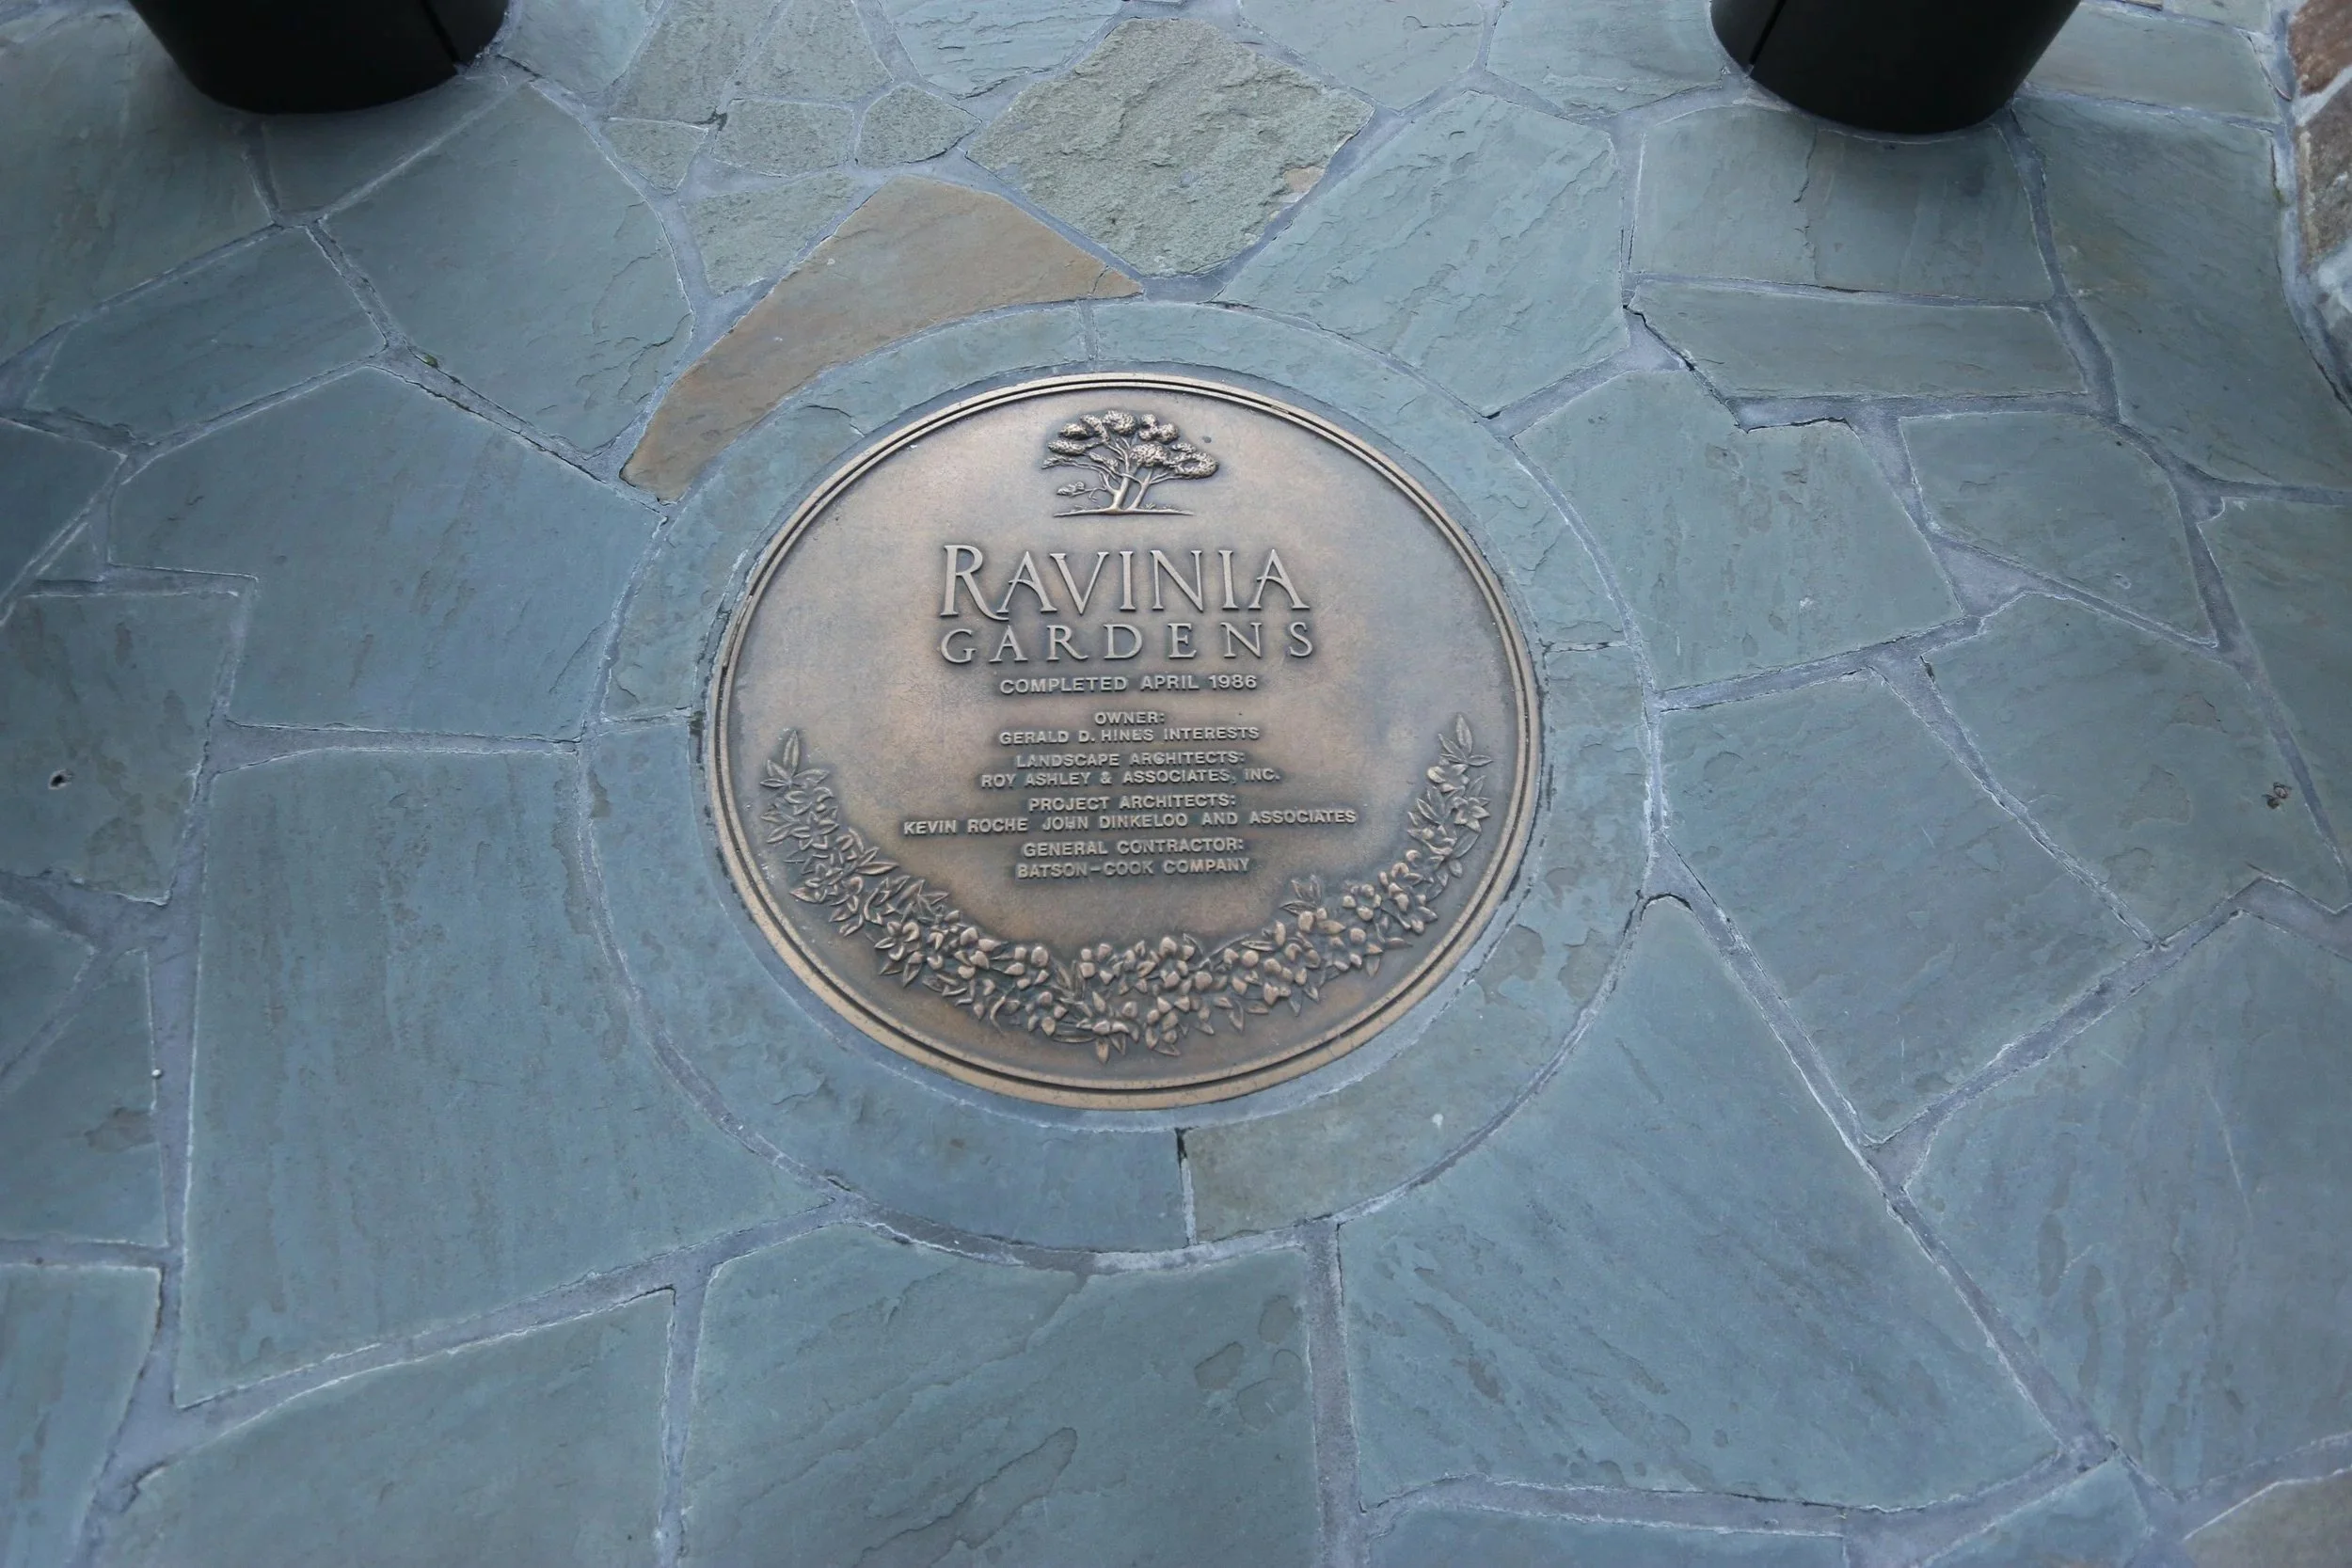 RAVINIA
GARDENS
COMPLETED APRIL 1986
OWNER:
GERALD D. HINES INTERESTS
LANDSCAPE ARCHITECTS:
ROY ASHLEY & ASSOCIATES, INC.
PROJECT ARCHITECTS:
KEVIN ROCHE JOHN DINKELOO AND ASSOCIATES
GENERAL CONTRACTOR:
BATSON-COOK COMPANY